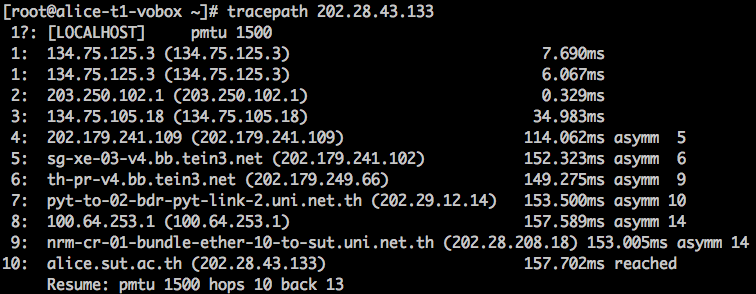 [root@alice-t1-vobox ~]# tracepath 202.28.43.133
1?: [LOCALHOST]     pmtu 1500
1:  134.75.125.3 (134.75.125.3)                           7.690ms
1:  134.75.125.3 (134.75.125.3)                           6.067ms
2:  203.250.102.1 (203.250.102.1)                         0.329ms
3:  134.75.105.18 (134.75.105.18)                        34.983ms
4:  202.179.241.109 (202.179.241.109)                   114.062ms asymm  5
5:  sg-xe-03-v4.bb.tein3.net (202.179.241.102)          152.323ms asymm  6
6:  th-pr-v4.bb.tein3.net (202.179.249.66)              149.275ms asymm  9
7:  pyt-to-02-bdr-pyt-link-2.uni.net.th (202.29.12.14)  153.500ms asymm 10
8:  100.64.253.1 (100.64.253.1)                         157.589ms asymm 14
9:  nrm-cr-01-bundle-ether-10-to-sut.uni.net.th (202.28.208.18) 153.005ms asymm 14
10:  alice.sut.ac.th (202.28.43.133)                     157.702ms reached
Resume: pmtu 1500 hops 10 back 13